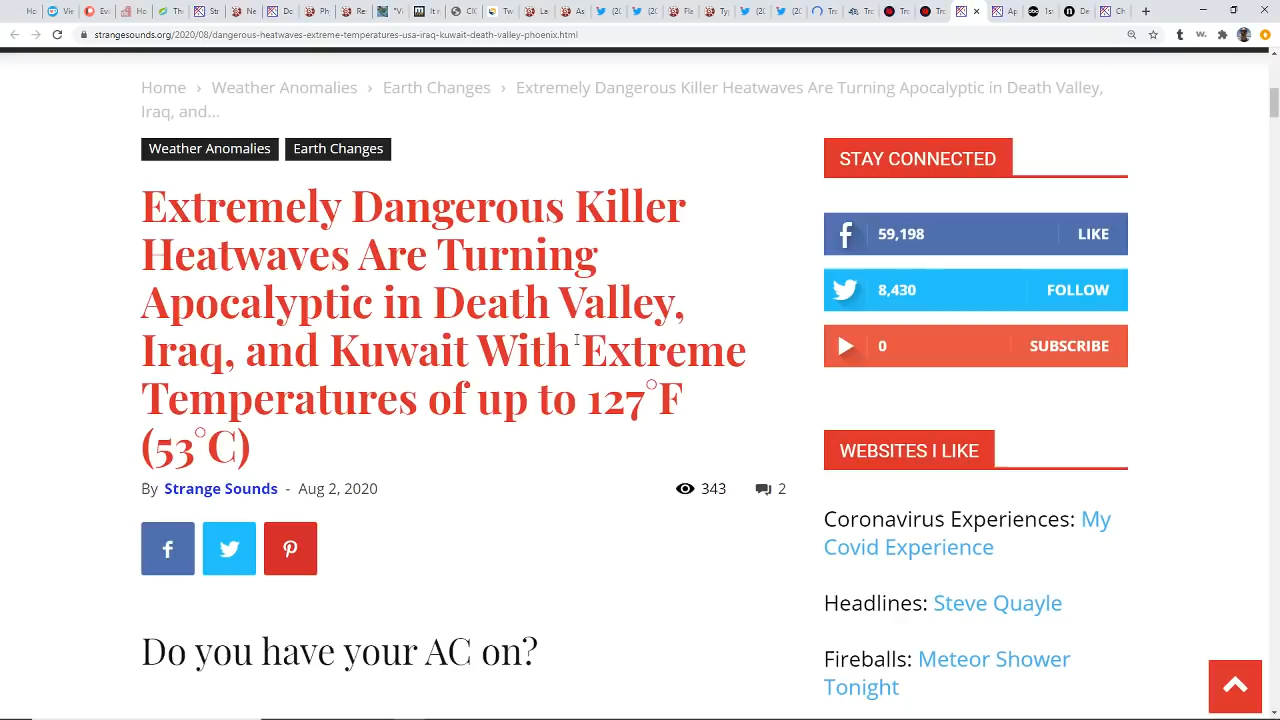 strangesounds.org/2020/08/dangerous-heatwaves-extreme-temperatures-usa-iraq-kuwait-death-valley-phoenix.html
Home › Weather Anomalies › Earth Changes › Extremely Dangerous Killer Heatwaves Are Turning Apocalyptic in Death Valley,
Iraq, and...
Weather Anomalies Earth Changes
Extremely Dangerous Killer
Heatwaves Are Turning
Apocalyptic in Death Valley,
Iraq, and Kuwait With Extreme
Temperatures of up to 127°F
(53°C)
By Strange Sounds - Aug 2, 2020 343 2
Do you have your AC on?
STAY CONNECTED
59,198 LIKE
8,430 FOLLOW
0 SUBSCRIBE
WEBSITES I LIKE
Coronavirus Experiences: My
Covid Experience
Headlines: Steve Quayle
Fireballs: Meteor Shower
Tonight